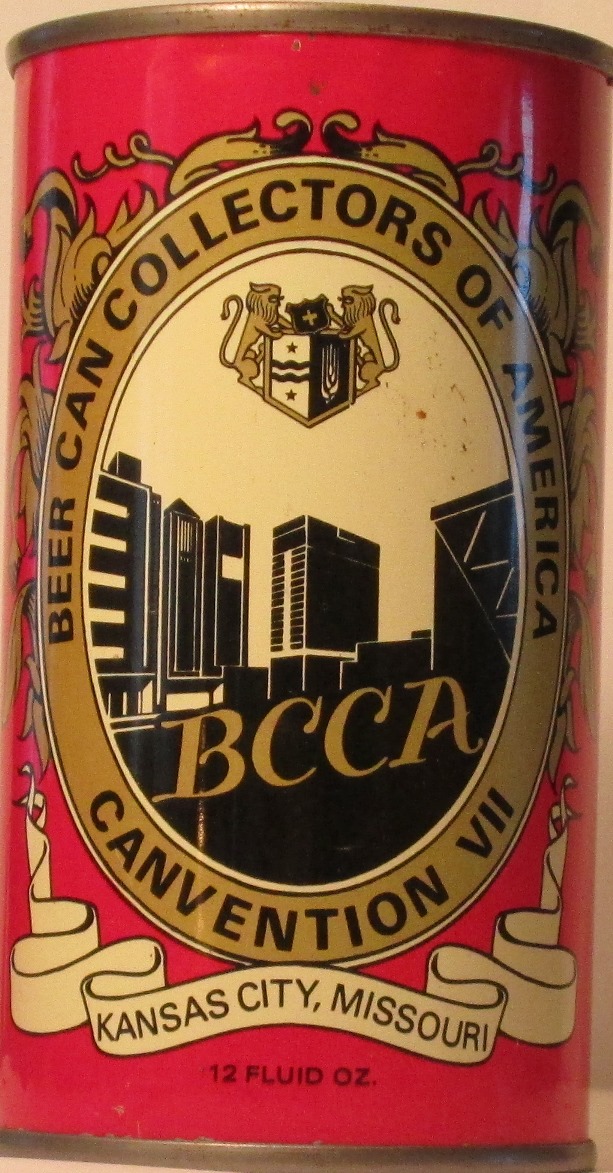 BEER CAN COLLECTORS OF AMERICA
BCCA
CANVENTION VII
KANSAS CITY, MISSOURI
12 FLUID OZ.